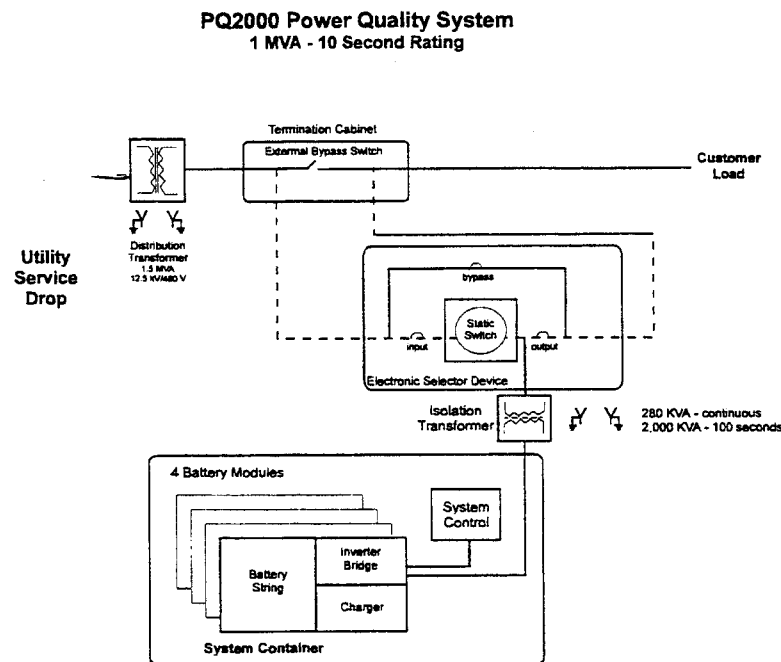 PQ2000 Power Quality System
1 MVA - 10 Second Rating
Termination Cabinet
External Bypass Switch
Customer
Load
Distribution
Transformer
1.5 MVA
12.5 kV/480 V
Utility
Service
Drop
bypass
Static
Switch
input
output
Electronic Selector Device
Isolation
Transformer
280 KVA - continuous
2,000 KVA - 100 seconds
4 Battery Modules
System
Control
Inverter
Bridge
Battery
String
Charger
System Container